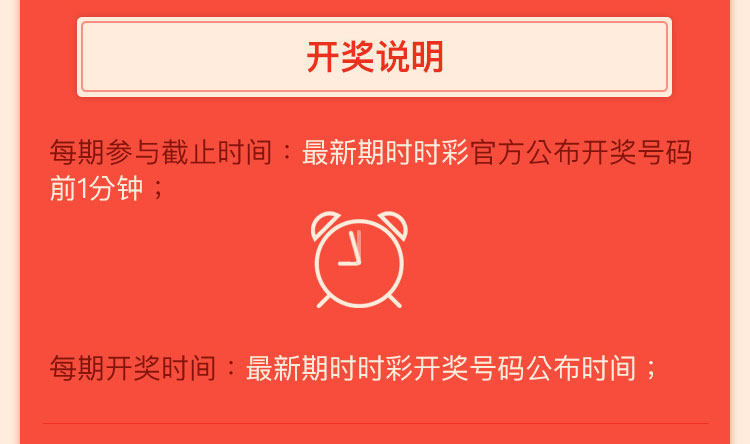 开奖说明
每期参与截止时间：最新期时时彩官方公布开奖号码
前1分钟；
每期开奖时间：最新期时时彩开奖号码公布时间；